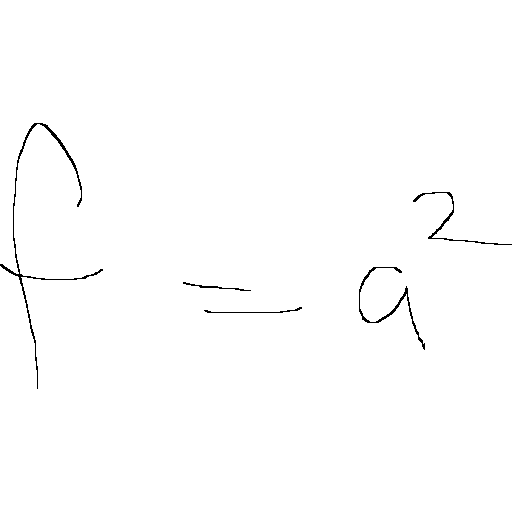 f = a²